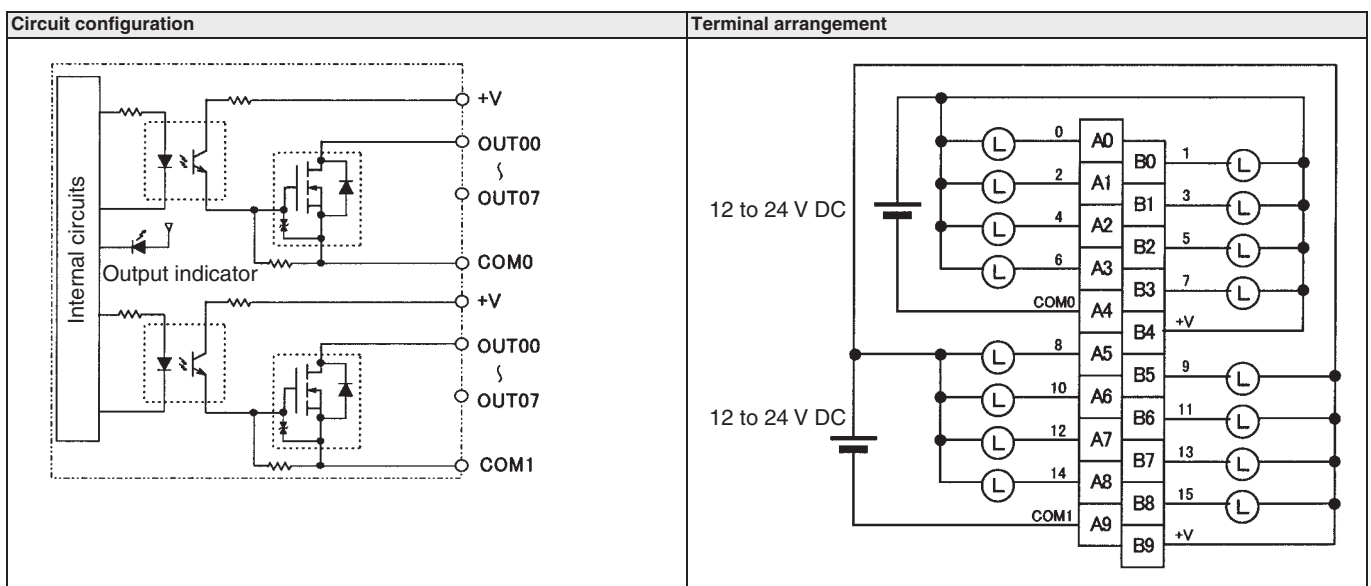 Circuit configuration
Terminal arrangement
Internal circuits
Output indicator
+V
OUT00
∫
OUT07
COM0
+V
OUT00
∫
OUT07
COM1
12 to 24 V DC
12 to 24 V DC
L 0 A0
B0 1 L
L 2 A1
B1 3 L
L 4 A2
B2 5 L
L 6 A3
B3 7 L
COM0 A4
B4 +V
L 8 A5
B5 9 L
L 10 A6
B6 11 L
L 12 A7
B7 13 L
L 14 A8
B8 15 L
COM1 A9
B9 +V